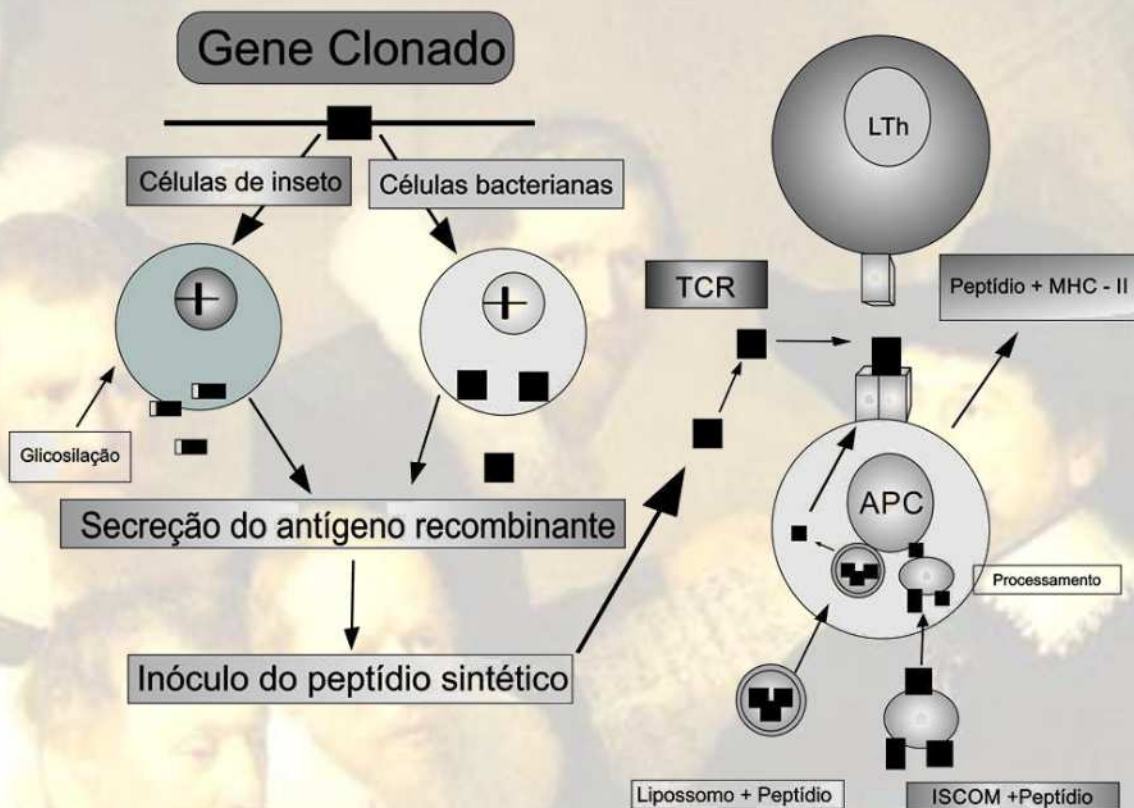 Gene Clonado
Células de inseto
Células bacterianas
Glicosilação
Secreção do antígeno recombinante
Inóculo do peptídio sintético
LTh
TCR
Peptídio + MHC - II
APC
Processamento
Lipossomo + Peptídio
ISCOM +Peptídio